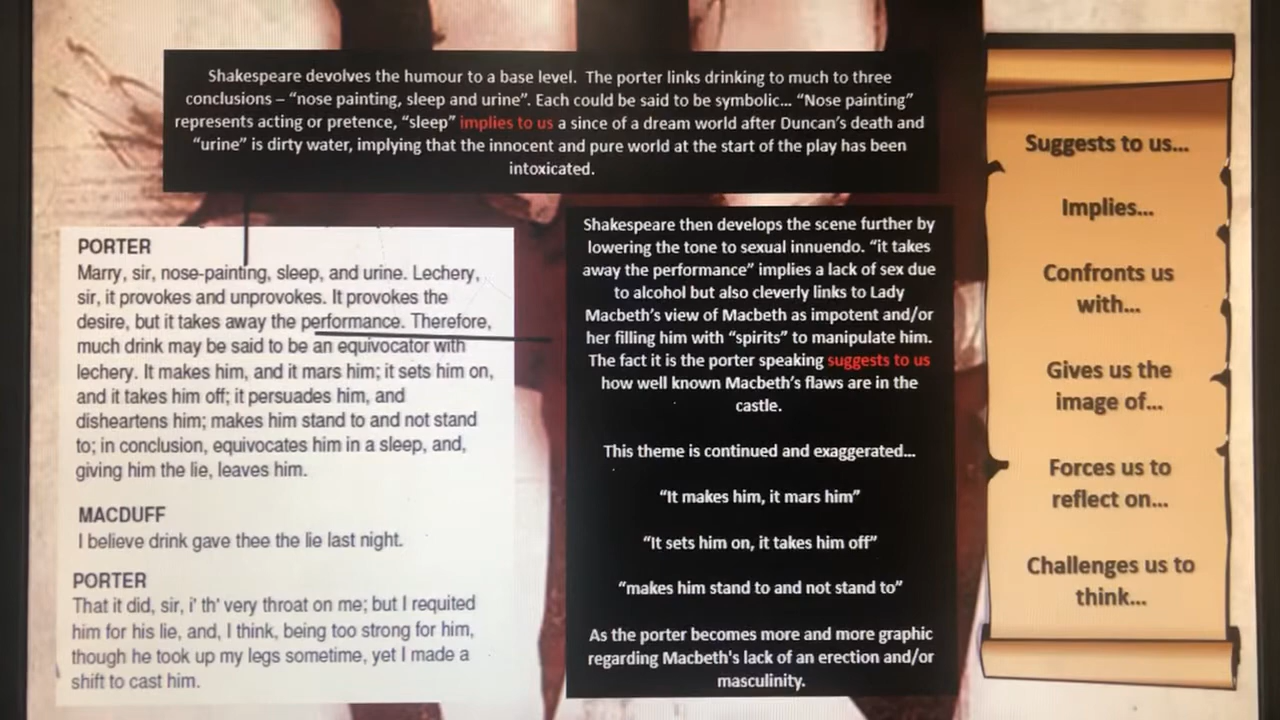 Shakespeare devolves the humour to a base level. The porter links drinking to much to three
conclusions – “nose painting, sleep and urine”. Each could be said to be symbolic... “Nose painting”
represents acting or pretence, “sleep” implies to us a since of a dream world after Duncan’s death and
“urine” is dirty water, implying that the innocent and pure world at the start of the play has been
intoxicated.
PORTER
Marry, sir, nose-painting, sleep, and urine. Lechery,
sir, it provokes and unprovokes. It provokes the
desire, but it takes away the performance. Therefore,
much drink may be said to be an equivocator with
lechery. It makes him, and it mars him; it sets him on,
and it takes him off; it persuades him, and
disheartens him; makes him stand to and not stand
to; in conclusion, equivocates him in a sleep, and,
giving him the lie, leaves him.
MACDUFF
I believe drink gave thee the lie last night.
PORTER
That it did, sir, i’ th’ very throat on me; but I requited
him for his lie, and, I think, being too strong for him,
though he took up my legs sometime, yet I made a
shift to cast him.
Shakespeare then develops the scene further by
lowering the tone to sexual innuendo. “it takes
away the performance” implies a lack of sex due
to alcohol but also cleverly links to Lady
Macbeth’s view of Macbeth as impotent and/or
her filling him with “spirits” to manipulate him.
The fact it is the porter speaking suggests to us
how well known Macbeth’s flaws are in the
castle.
This theme is continued and exaggerated...
“It makes him, it mars him”
“It sets him on, it takes him off”
“makes him stand to and not stand to”
As the porter becomes more and more graphic
regarding Macbeth's lack of an erection and/or
masculinity.
Suggests to us...
Implies...
Confronts us
with...
Gives us the
image of...
Forces us to
reflect on...
Challenges us to
think...